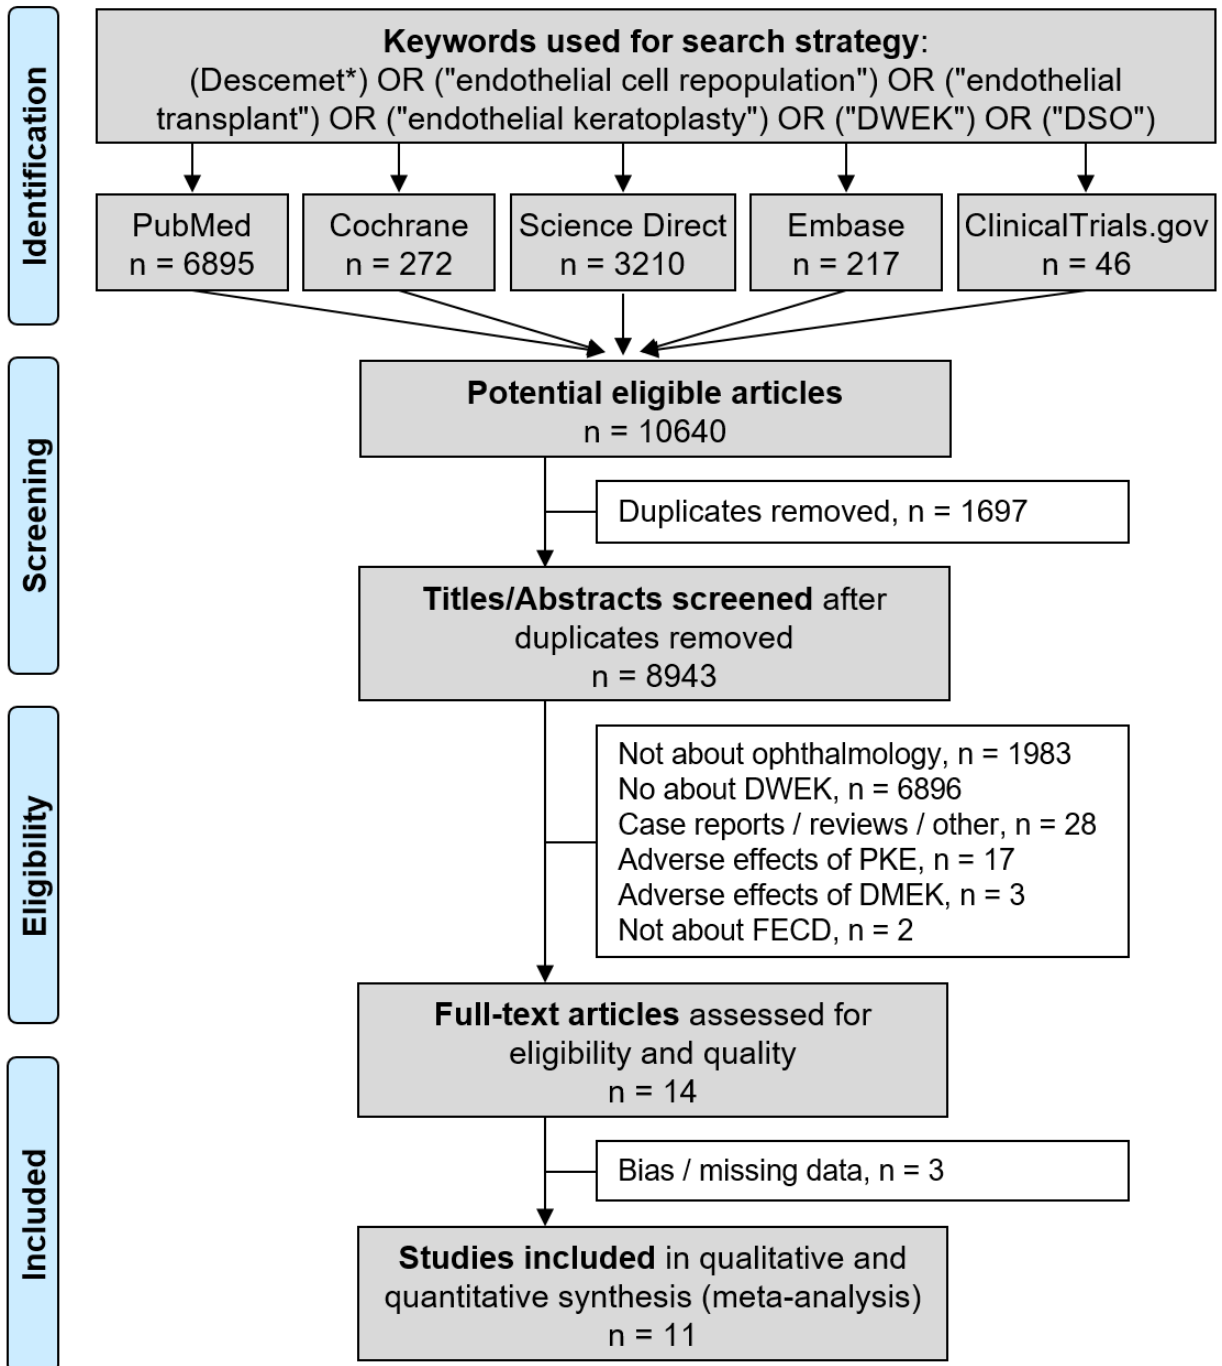 Identification
Keywords used for search strategy:
(Descemet*) OR ("endothelial cell repopulation") OR ("endothelial
transplant") OR ("endothelial keratoplasty") OR ("DWEK") OR ("DSO")
PubMed
n = 6895
Cochrane
n = 272
Science Direct
n = 3210
Embase
n = 217
ClinicalTrials.gov
n = 46
Screening
Potential eligible articles
n = 10640
Duplicates removed, n = 1697
Titles/Abstracts screened after
duplicates removed
n = 8943
Eligibility
Not about ophthalmology, n = 1983
No about DWEK, n = 6896
Case reports / reviews / other, n = 28
Adverse effects of PKE, n = 17
Adverse effects of DMEK, n = 3
Not about FECD, n = 2
Full-text articles assessed for
eligibility and quality
n = 14
Included
Bias / missing data, n = 3
Studies included in qualitative and
quantitative synthesis (meta-analysis)
n = 11